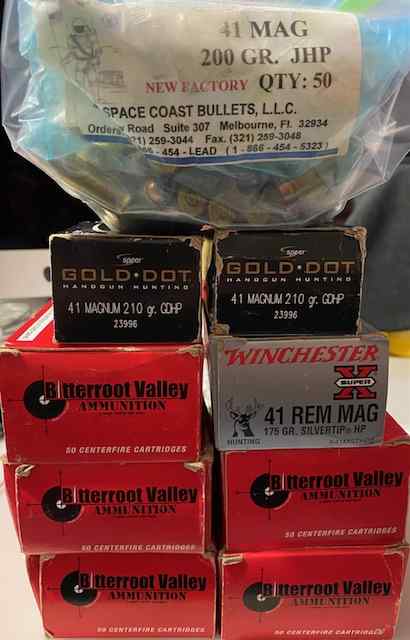 41 MAG
200 GR. JHP
NEW FACTORY QTY: 50
SPACE COAST BULLETS, L.L.C.
Road Suite 307 Melbourne, Fl. 32934
259-3044 Fax. (321) 259-3048
- 454 - LEAD ( 1 - 866 - 454 - 5323 )
speer
GOLD DOT
HANDGUN HUNTING
41 MAGNUM 210 gr. GDHP
23996
speer
GOLD DOT
HANDGUN HUNTING
41 MAGNUM 210 gr. GDHP
23996
Bitterroot Valley
AMMUNITION
50 CENTERFIRE CARTRIDGES
WINCHESTER
SUPER X
41 REM MAG
175 GR. SILVERTIP® HP
HUNTING
Bitterroot Valley
AMMUNITION
50 CENTERFIRE CARTRIDGES
Bitterroot Valley
AMMUNITION
50 CENTERFIRE CARTRIDGES
Bitterroot Valley
AMMUNITION
50 CENTERFIRE CARTRIDGES
Bitterroot Valley
AMMUNITION
50 CENTERFIRE CARTRIDGES